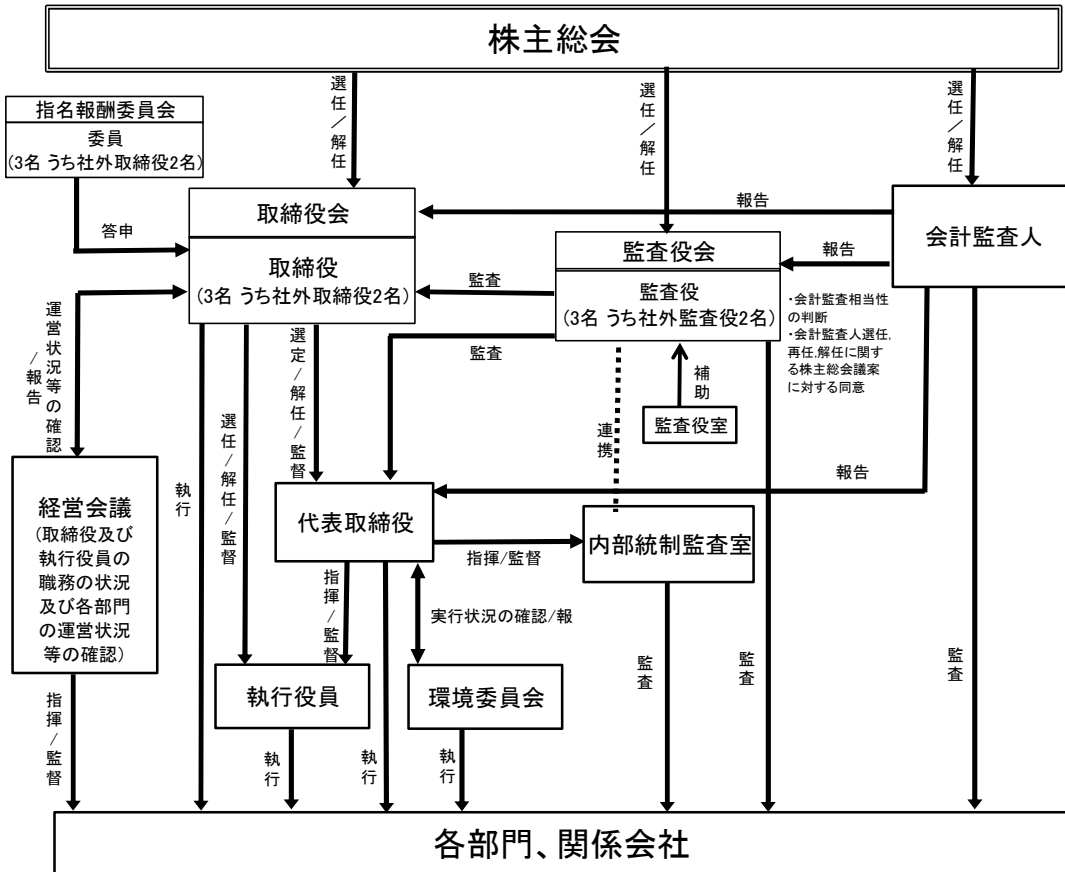 株主総会
選任/解任
選任/解任
選任/解任
指名報酬委員会
委員
(3名 うち社外取締役2名)
答申
取締役会
取締役
(3名 うち社外取締役2名)
報告
会計監査人
監査役会
監査役
(3名 うち社外監査役2名)
報告
監査
・会計監査相当性
の判断
・会計監査人選任,
再任,解任に関す
る株主総会議案
に対する同意
運営状況等の確認
/報告
選定/解任/監督
監査
補助
監査役室
連携
選任/解任/監督
執行
報告
経営会議
(取締役及び
執行役員の
職務の状況
及び各部門
の運営状況
等の確認)
代表取締役
指揮/監督
内部統制監査室
指揮/監督
実行状況の確認/報
執行役員
環境委員会
監査
監査
監査
指揮/監督
執行
執行
執行
各部門、関係会社